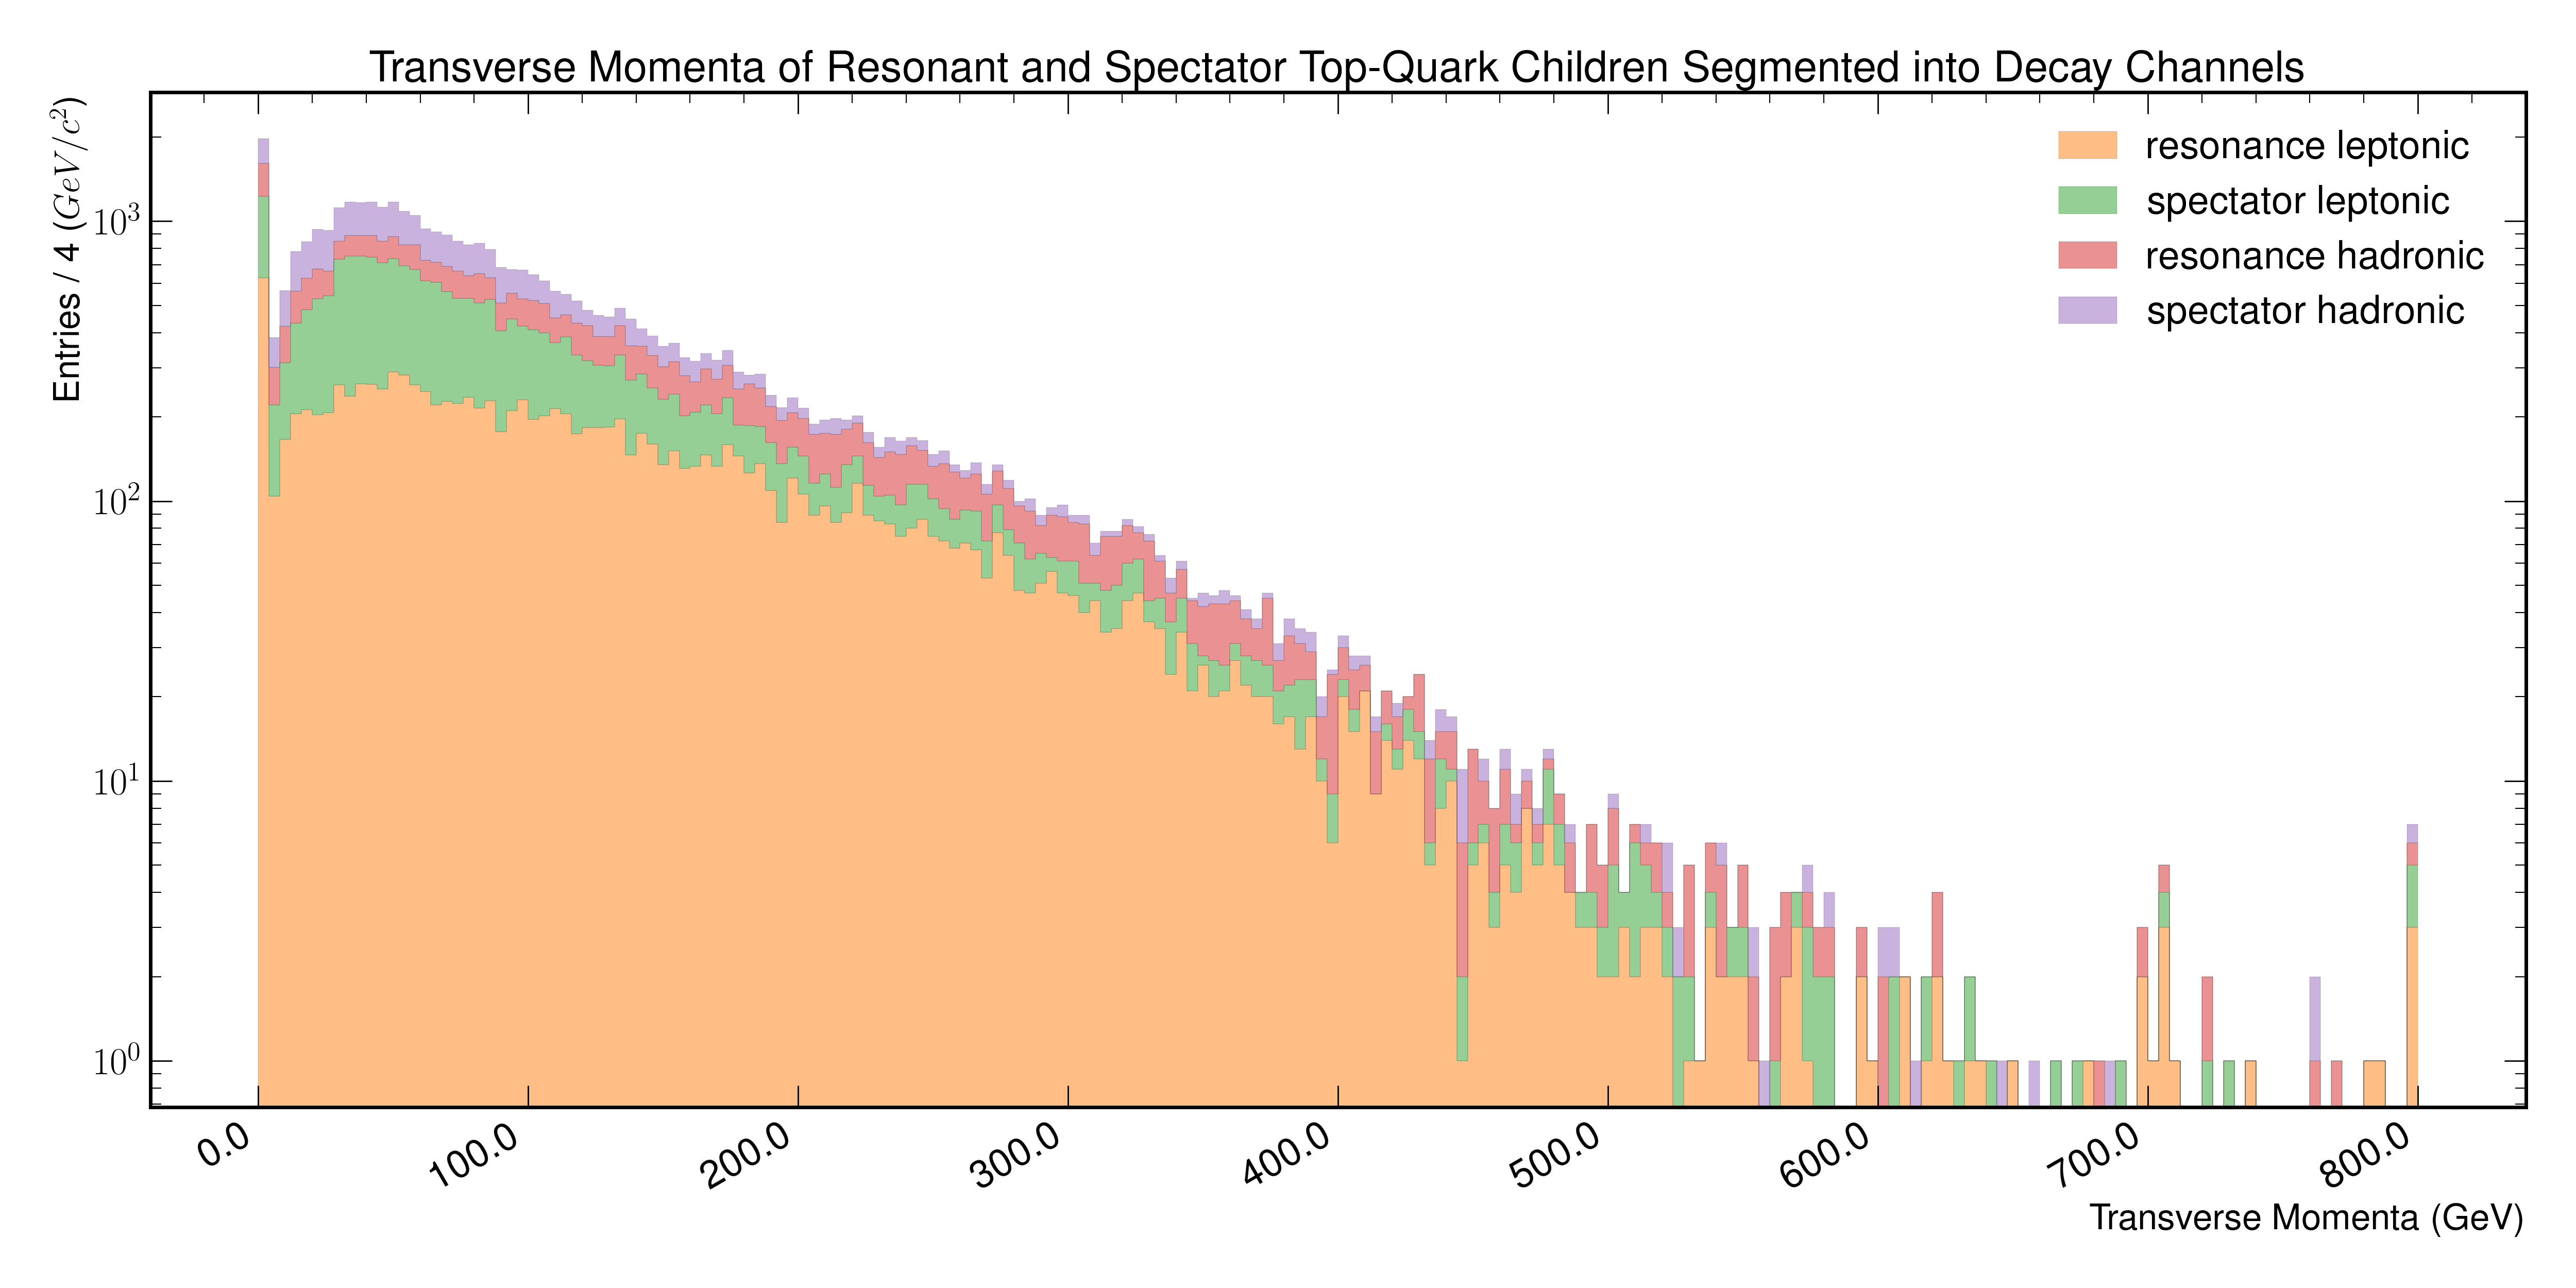 Transverse Momenta of Resonant and Spectator Top-Quark Children Segmented into Decay Channels
Entries / 4 (GeV/c²)
10³
10²
10¹
10⁰
resonance leptonic
spectator leptonic
resonance hadronic
spectator hadronic
0.0 100.0 200.0 300.0 400.0 500.0 600.0 700.0 800.0
Transverse Momenta (GeV)